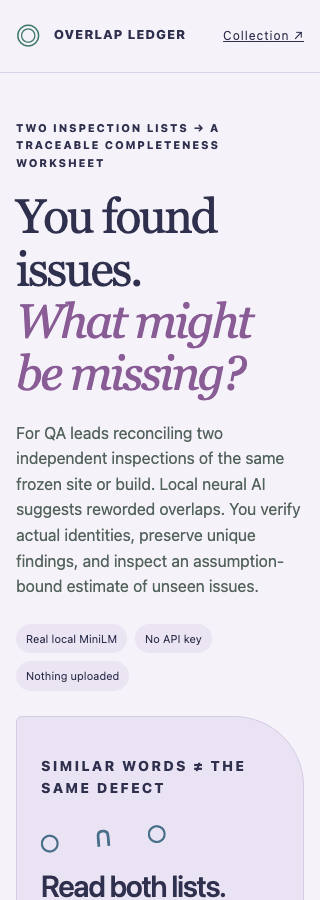 OVERLAP LEDGER
Collection ↗
TWO INSPECTION LISTS → A
TRACEABLE COMPLETENESS
WORKSHEET
You found
issues.
What might
be missing?
For QA leads reconciling two
independent inspections of the same
frozen site or build. Local neural AI
suggests reworded overlaps. You verify
actual identities, preserve unique
findings, and inspect an assumption-
bound estimate of unseen issues.
Real local MiniLM
No API key
Nothing uploaded
SIMILAR WORDS ≠ THE
SAME DEFECT
○ ∩ ○
Read both lists.